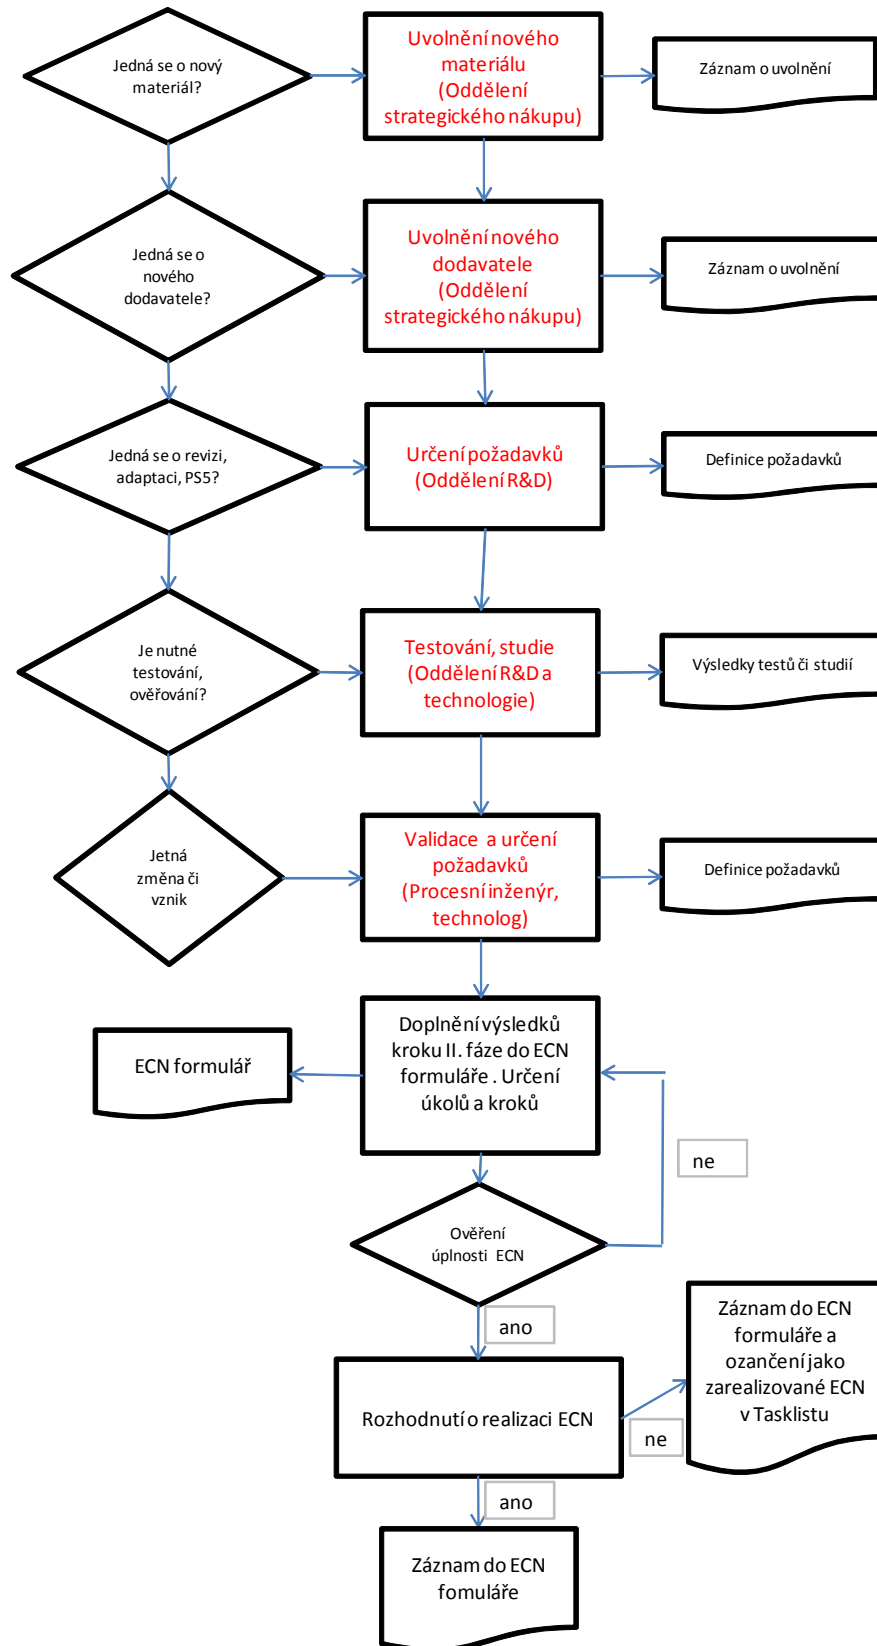 Jedná se o nový
materiál?
Uvolnění nového
materiálu
(Oddělení
strategického nákupu)
Záznam o uvolnění
Jedná se o
nového
dodavatele?
Uvolnění nového
dodavatele
(Oddělení
strategického nákupu)
Záznam o uvolnění
Jedná se o revizi,
adaptaci, PS5?
Určení požadavků
(Oddělení R&D)
Definice požadavků
Je nutné
testování,
ověřování?
Testování, studie
(Oddělení R&D a
technologie)
Výsledky testů či studií
Jetná
změna či
vznik
Validace a určení
požadavků
(Procesní inženýr,
technolog)
Definice požadavků
Doplnění výsledků
kroku II. fáze do ECN
formuláře . Určení
úkolů a kroků
ECN formulář
ne
Ověření
úplnosti ECN
ano
Záznam do ECN
formuláře a
ozančení jako
zarealizované ECN
v Tasklistu
Rozhodnutí o realizaci ECN
ne
ano
Záznam do ECN
fomuláře